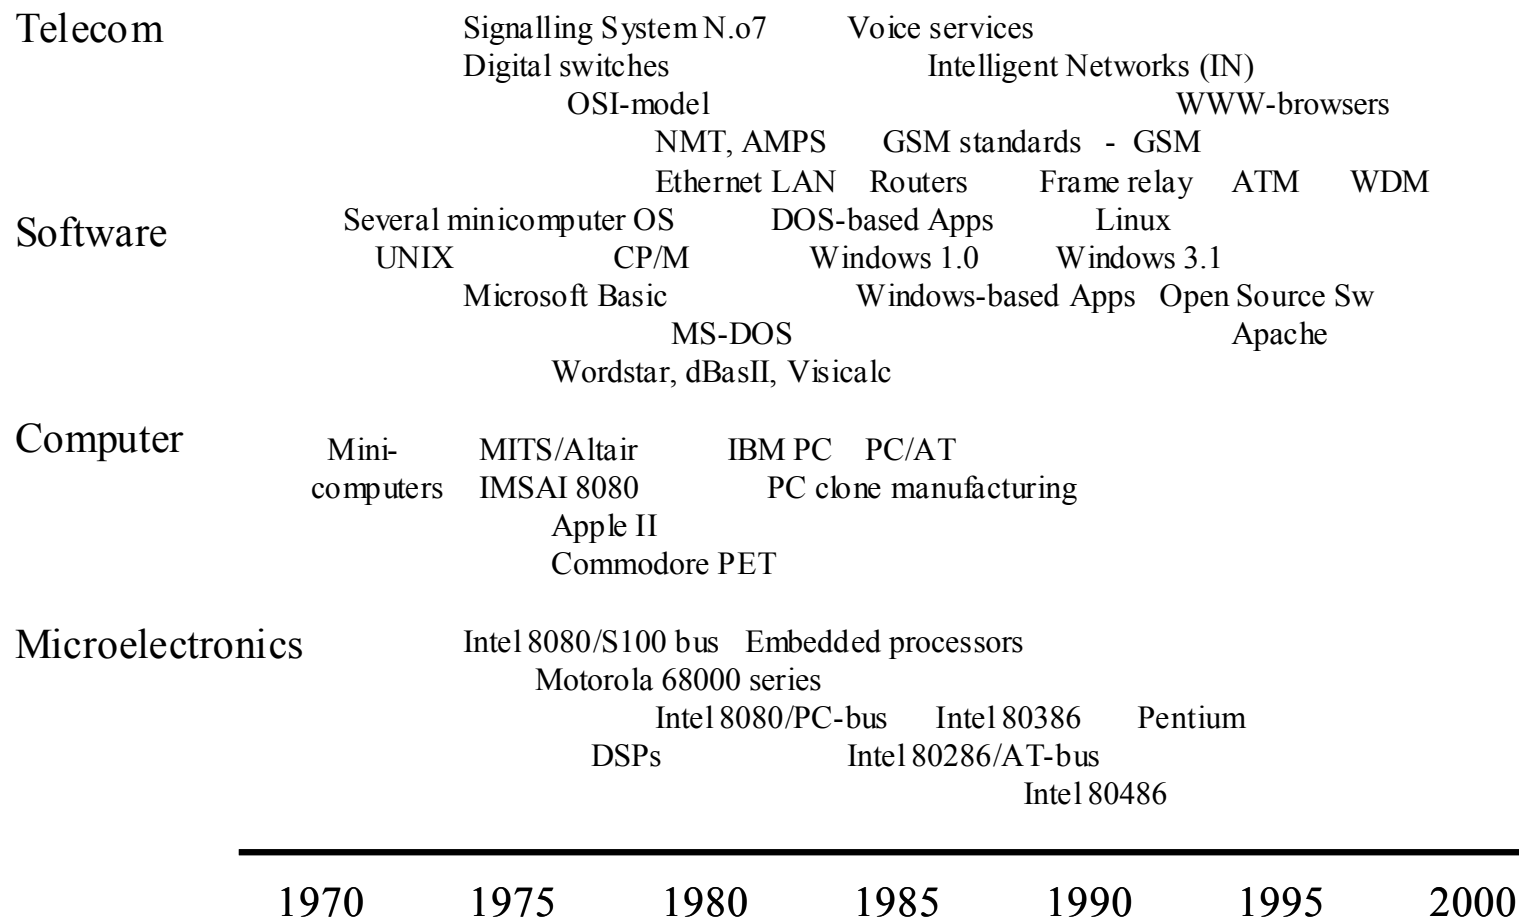 Telecom Signalling System N.o7 Voice services
Digital switches Intelligent Networks (IN)
OSI-model WWW-browsers
NMT, AMPS GSM standards - GSM
Ethernet LAN Routers Frame relay ATM WDM
Software Several minicomputer OS DOS-based Apps Linux
UNIX CP/M Windows 1.0 Windows 3.1
Microsoft Basic Windows-based Apps Open Source Sw
MS-DOS Apache
Wordstar, dBasII, Visicalc
Computer Mini- MITS/Altair IBM PC PC/AT
computers IMSAI 8080 PC clone manufacturing
Apple II
Commodore PET
Microelectronics Intel 8080/S100 bus Embedded processors
Motorola 68000 series
Intel 8080/PC-bus Intel 80386 Pentium
DSPs Intel 80286/AT-bus
Intel 80486
1970 1975 1980 1985 1990 1995 2000